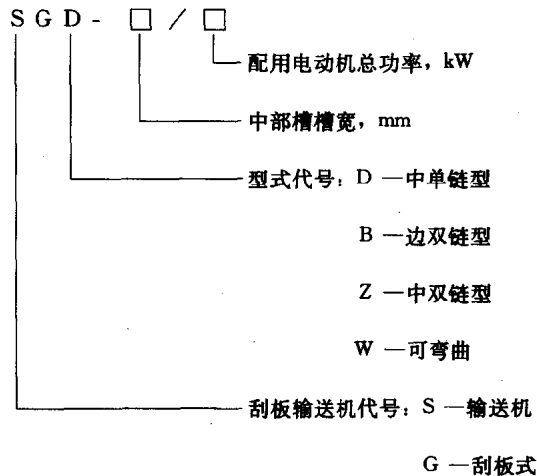 SGD-□/□
配用电动机总功率，kW
中部槽槽宽，mm
型式代号：D—中单链型
B—边双链型
Z—中双链型
W—可弯曲
刮板输送机代号：S—输送机
G—刮板式